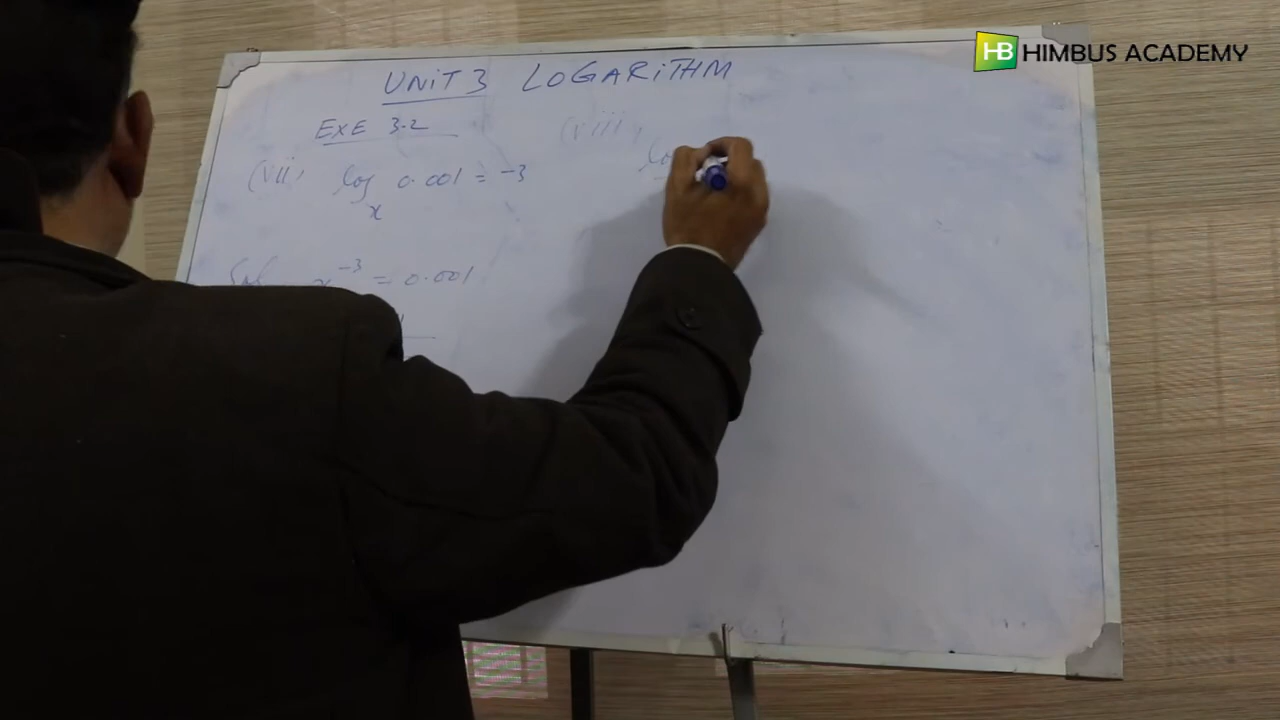 HB HIMBUS ACADEMY
UNIT 3 LOGARITHM
EXE 3.2
(vii) log 0.001 = -3
x
Sol x⁻³ = 0.001
(viii)
lo